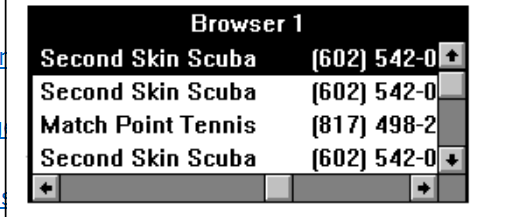 Browser 1
Second Skin Scuba (602) 542-0
Second Skin Scuba (602) 542-0
Match Point Tennis (817) 498-2
Second Skin Scuba (602) 542-0